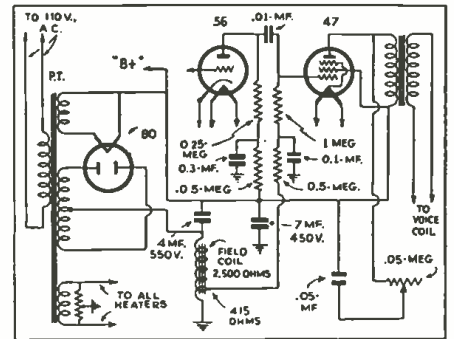 TO 110 V.,
A.C.
56
.01-MF.
47
"B+"
P.T.
80
0.25-
MEG
0.3-MF.
.05-MEG
1 MEG
0.1-MF.
0.5-MEG.
4 MF.
550V.
FIELD
COIL
2,500 OHMS
7 MF.
450V.
TO
VOICE
COIL
TO ALL
HEATERS
415
OHMS
.05-
MF
.05-MEG.